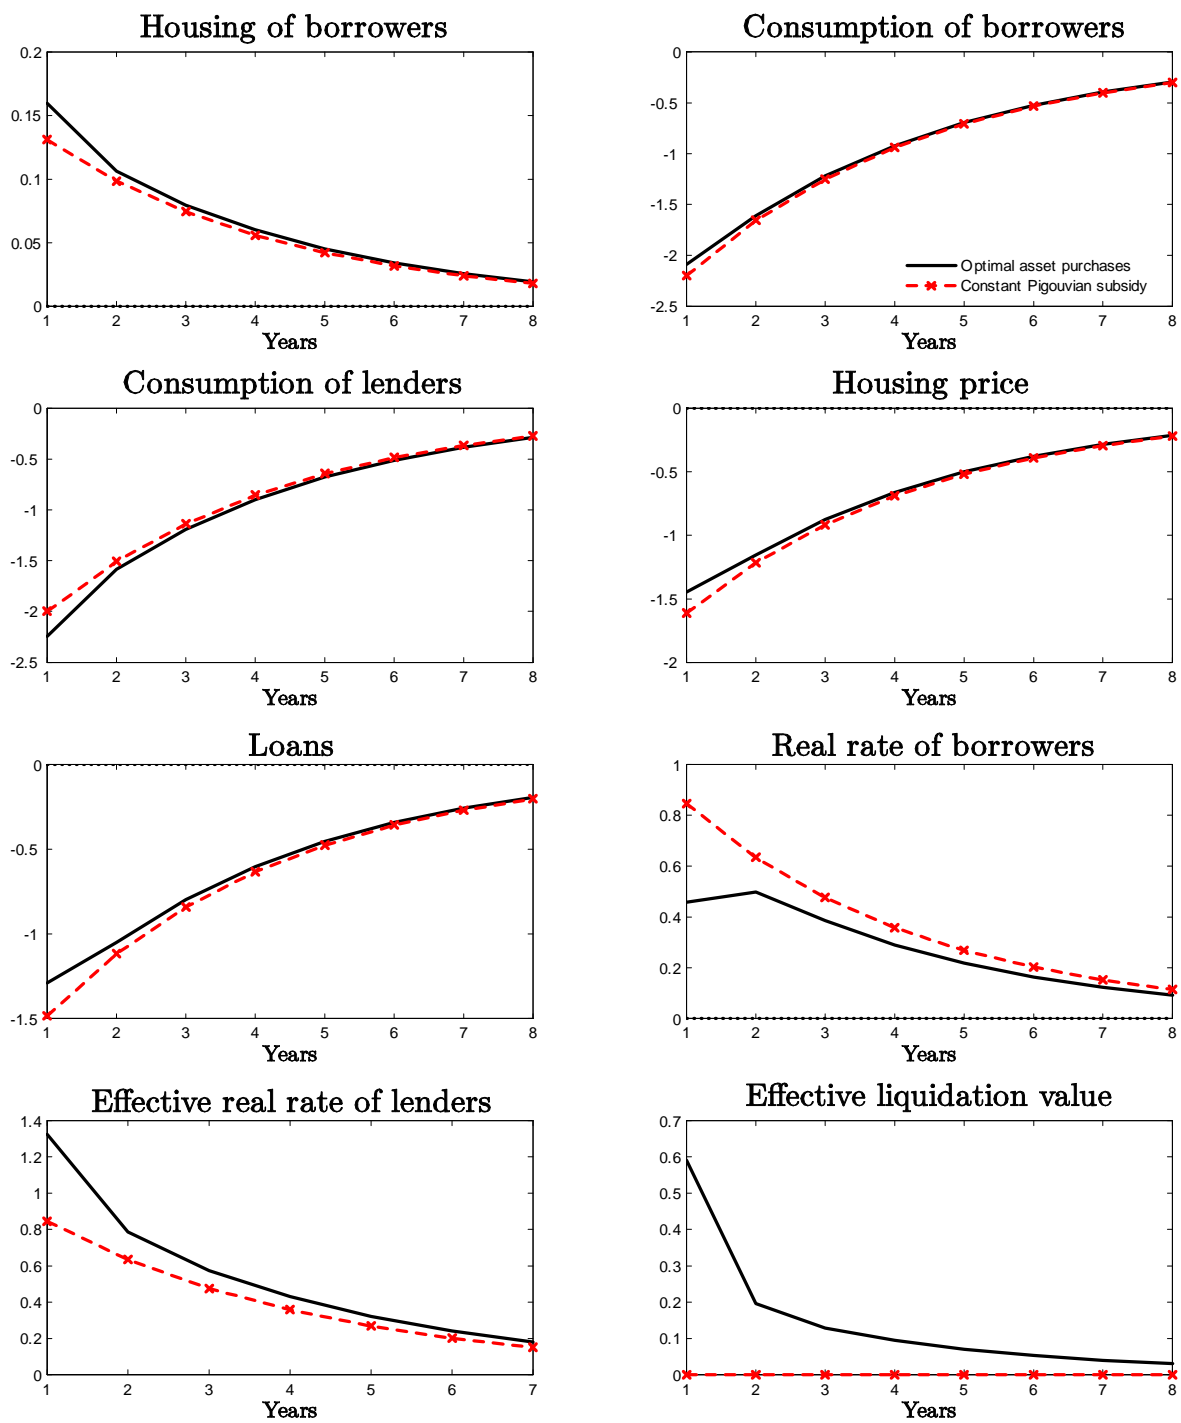 Housing of borrowers
0.2
0.15
0.1
0.05
0
1 2 3 4 5 6 7 8
Years
Consumption of borrowers
0
-0.5
-1
-1.5
-2
-2.5
Optimal asset purchases
Constant Pigouvian subsidy
1 2 3 4 5 6 7 8
Years
Consumption of lenders
0
-0.5
-1
-1.5
-2
-2.5
1 2 3 4 5 6 7 8
Years
Housing price
0
-0.5
-1
-1.5
-2
1 2 3 4 5 6 7 8
Years
Loans
0
-0.5
-1
-1.5
1 2 3 4 5 6 7 8
Years
Real rate of borrowers
1
0.8
0.6
0.4
0.2
0
1 2 3 4 5 6 7 8
Years
Effective real rate of lenders
1.4
1.2
1
0.8
0.6
0.4
0.2
0
1 2 3 4 5 6 7
Years
Effective liquidation value
0.7
0.6
0.5
0.4
0.3
0.2
0.1
0
1 2 3 4 5 6 7 8
Years